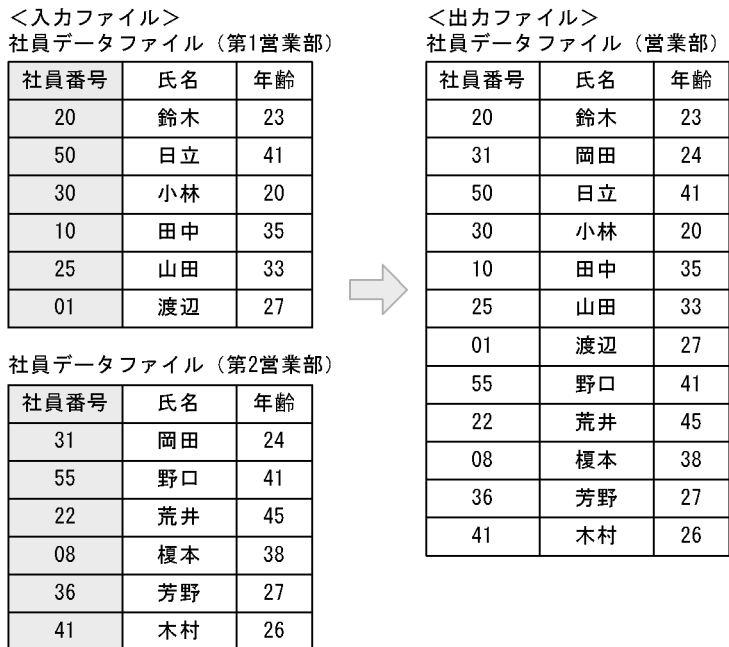 ＜入力ファイル＞
社員データファイル（第1営業部）
社員番号 氏名 年齢
20 鈴木 23
50 日立 41
30 小林 20
10 田中 35
25 山田 33
01 渡辺 27
社員データファイル（第2営業部）
社員番号 氏名 年齢
31 岡田 24
55 野口 41
22 荒井 45
08 榎本 38
36 芳野 27
41 木村 26
＜出力ファイル＞
社員データファイル（営業部）
社員番号 氏名 年齢
20 鈴木 23
31 岡田 24
50 日立 41
30 小林 20
10 田中 35
25 山田 33
01 渡辺 27
55 野口 41
22 荒井 45
08 榎本 38
36 芳野 27
41 木村 26